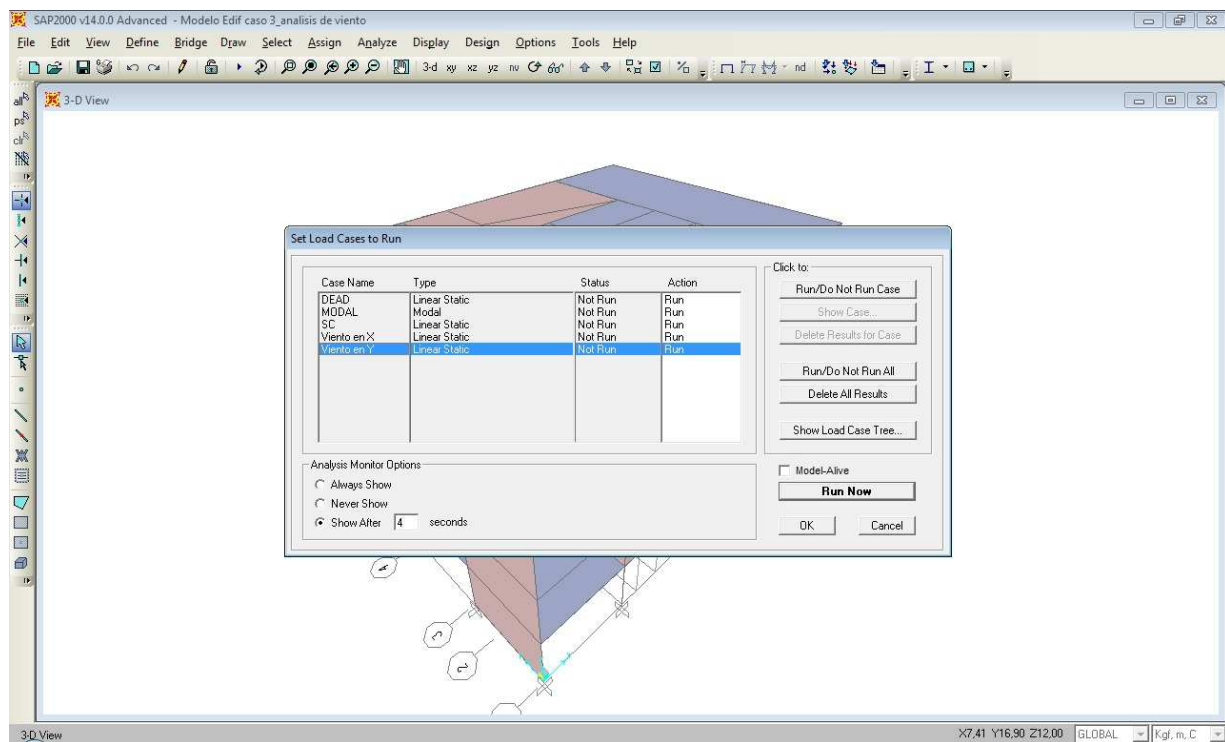 SAP2000 v14.0.0 Advanced - Modelo Edif caso 3_analisis de viento
File Edit View Define Bridge Draw Select Assign Analyze Display Design Options Tools Help
3-d xy xz yz nv nd
all
ps
clr
3-D View
Set Load Cases to Run
Case Name Type Status Action
DEAD Linear Static Not Run Run
MODAL Modal Not Run Run
SC Linear Static Not Run Run
Viento en X Linear Static Not Run Run
Viento en Y Linear Static Not Run Run
Click to:
Run/Do Not Run Case
Show Case...
Delete Results for Case
Run/Do Not Run All
Delete All Results
Show Load Case Tree...
Analysis Monitor Options
Always Show
Never Show
Show After 4 seconds
Model-Alive
Run Now
OK Cancel
A
3-D View X7,41 Y16,90 Z12,00 GLOBAL Kgf, m, C